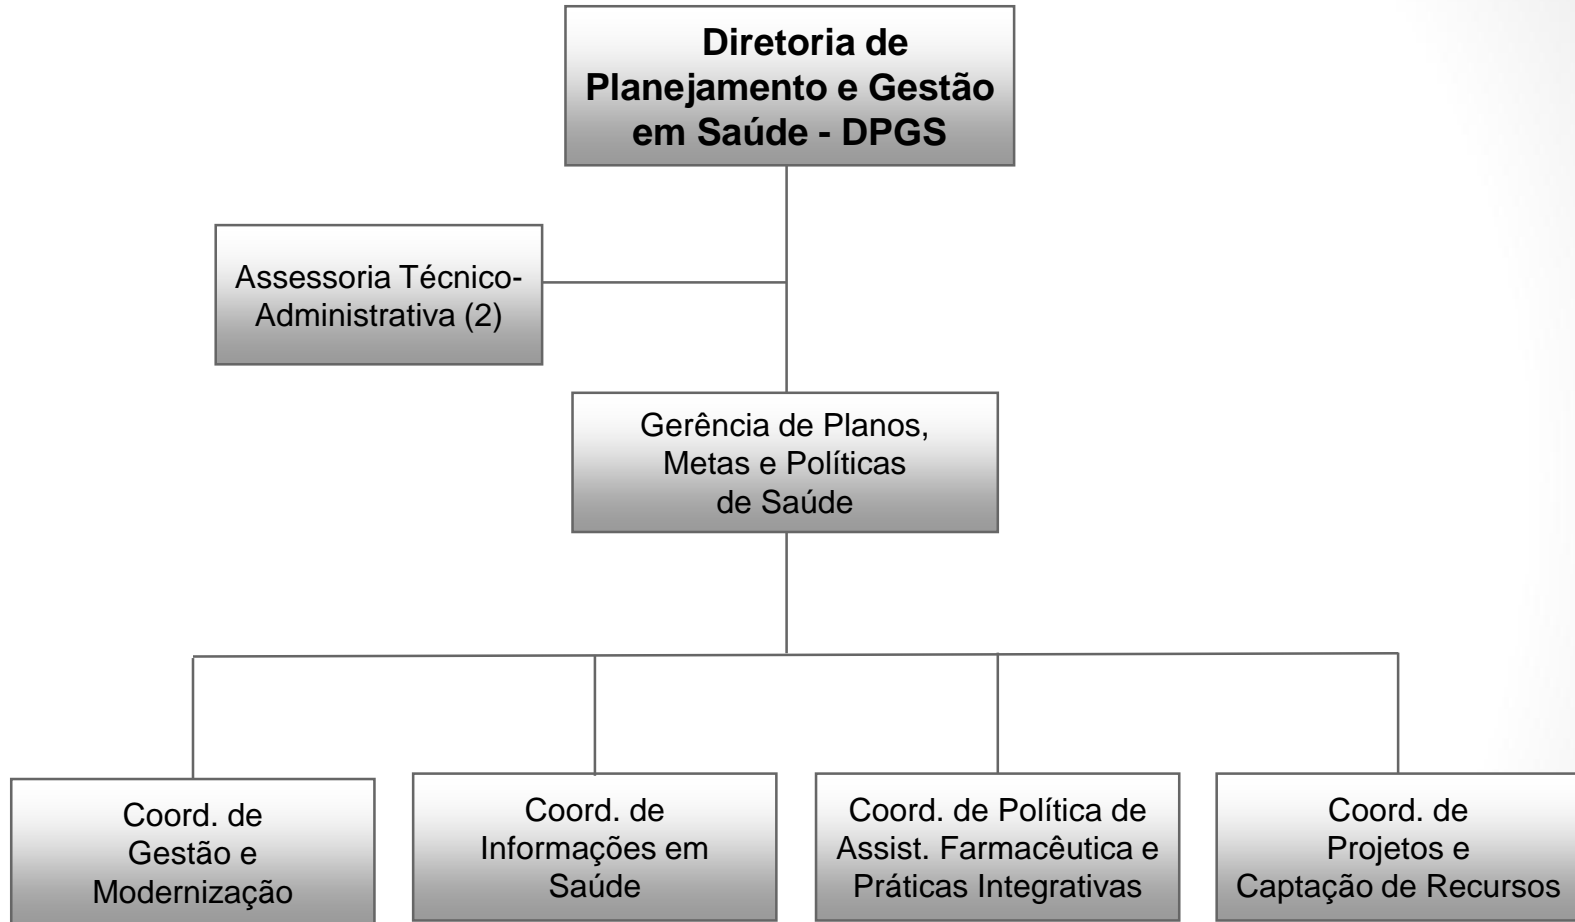 Diretoria de
Planejamento e Gestão
em Saúde - DPGS
Assessoria Técnico-
Administrativa (2)
Gerência de Planos,
Metas e Políticas
de Saúde
Coord. de
Gestão e
Modernização
Coord. de
Informações em
Saúde
Coord. de Política de
Assist. Farmacêutica e
Práticas Integrativas
Coord. de
Projetos e
Captação de Recursos